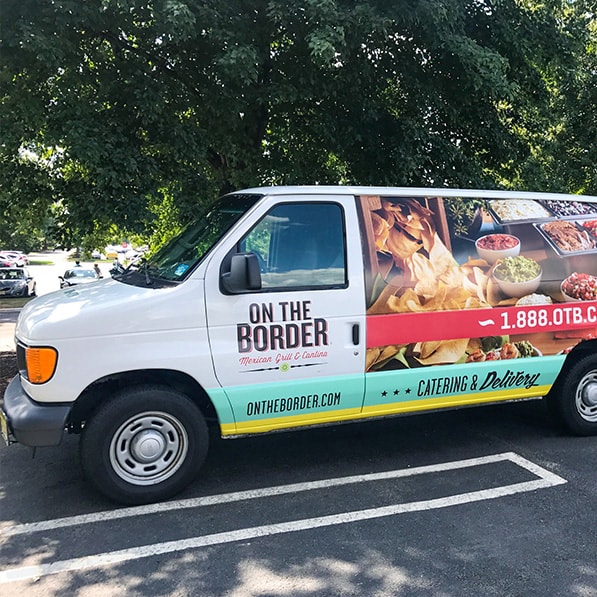 ON THE
BORDER
Mexican Grill & Cantina
1.888.OTB.C
ONTHEBORDER.COM
CATERING & Delivery